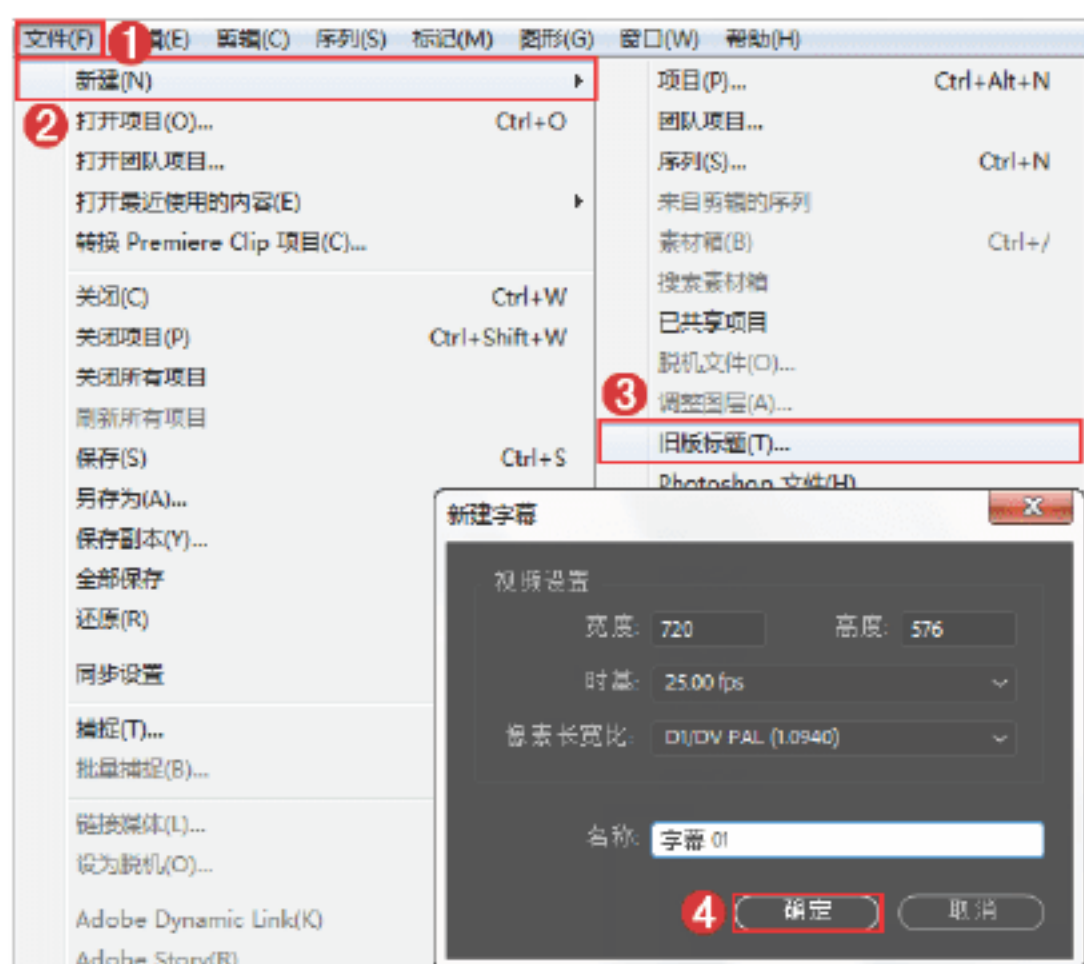 文件(F) 辑(E) 剪辑(C) 序列(S) 标记(M) 图形(G) 窗口(W) 帮助(H)
1
新建(N)
2
打开项目(O)... Ctrl+O
打开团队项目...
打开最近使用的内容(E)
转换 Premiere Clip 项目(C)...
关闭(C) Ctrl+W
关闭项目(P) Ctrl+Shift+W
关闭所有项目
刷新所有项目
保存(S) Ctrl+S
另存为(A)...
保存副本(Y)...
全部保存
还原(R)
同步设置
捕捉(T)...
批量捕捉(B)...
链接媒体(L)...
设为脱机(O)...
Adobe Dynamic Link(K)
Adobe Story(R)
项目(P)... Ctrl+Alt+N
团队项目...
序列(S)... Ctrl+N
来自剪辑的序列
素材箱(B) Ctrl+/
搜索素材箱
已共享项目
脱机文件(O)...
3
调整图层(A)...
旧版标题(T)...
Photoshop 文件(H)
新建字幕
视频设置
宽度: 720 高度: 576
时基: 25.00 fps
像素长宽比: D1/DV PAL (1.0940)
名称: 字幕 01
4 确定 取消